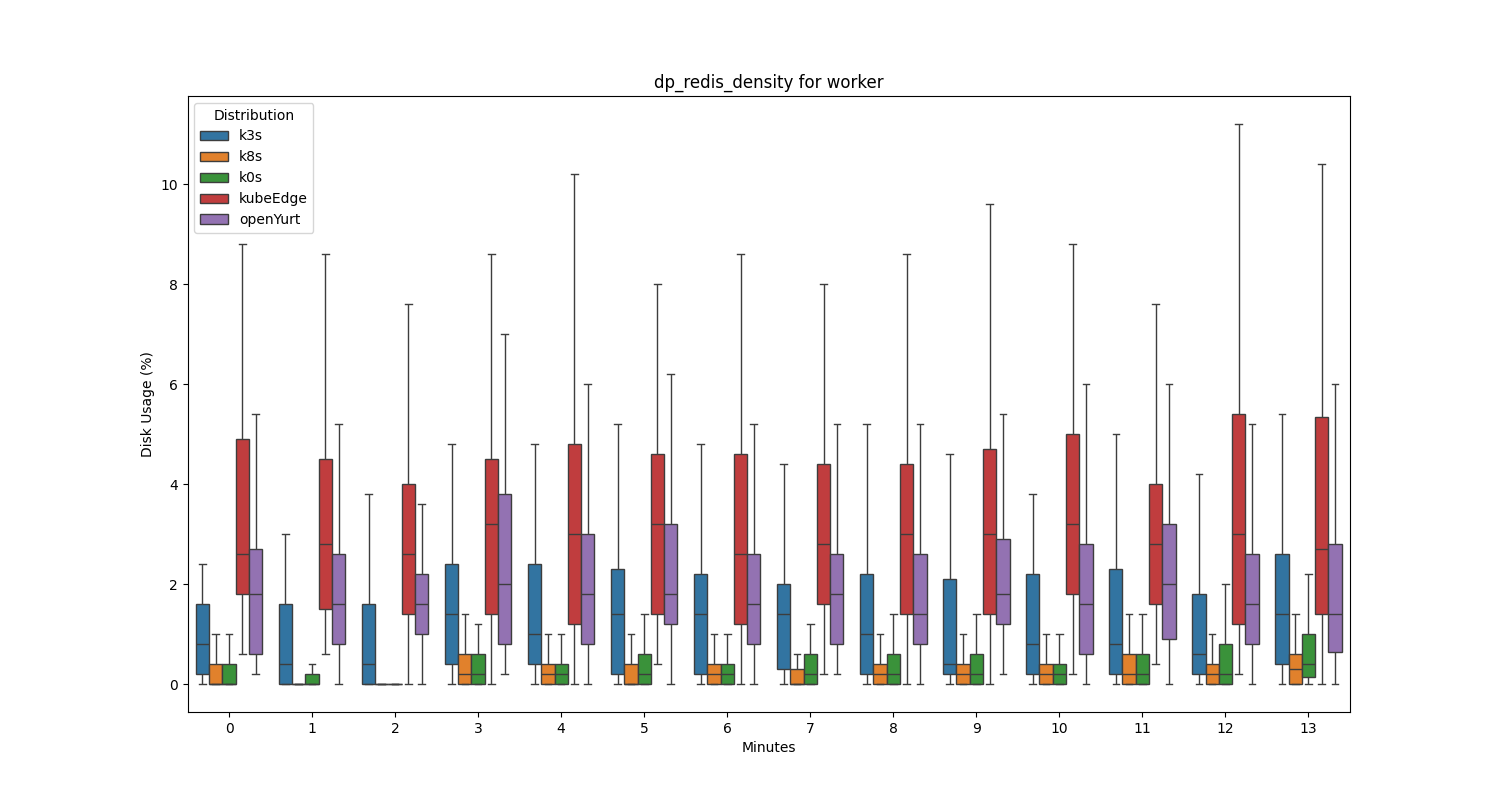 dp_redis_density for worker
Distribution
k3s
k8s
k0s
kubeEdge
openYurt
Disk Usage (%)
10
8
6
4
2
0
0 1 2 3 4 5 6 7 8 9 10 11 12 13
Minutes